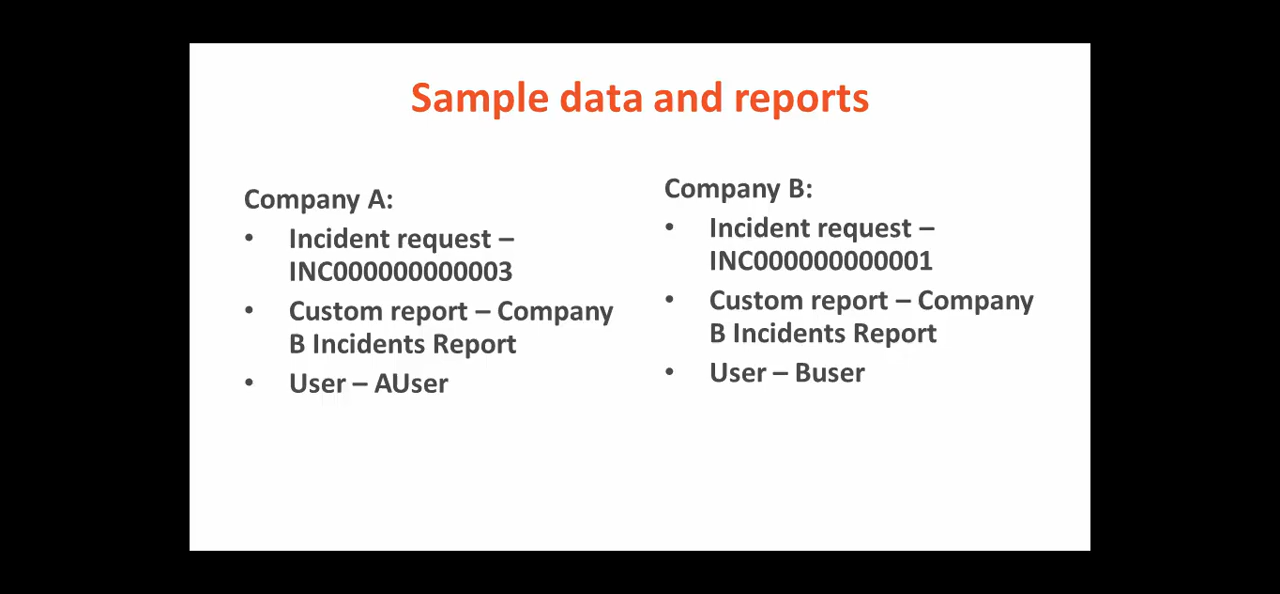 Sample data and reports
Company A:
• Incident request –
INC000000000003
• Custom report – Company
B Incidents Report
• User – AUser
Company B:
• Incident request –
INC000000000001
• Custom report – Company
B Incidents Report
• User – Buser